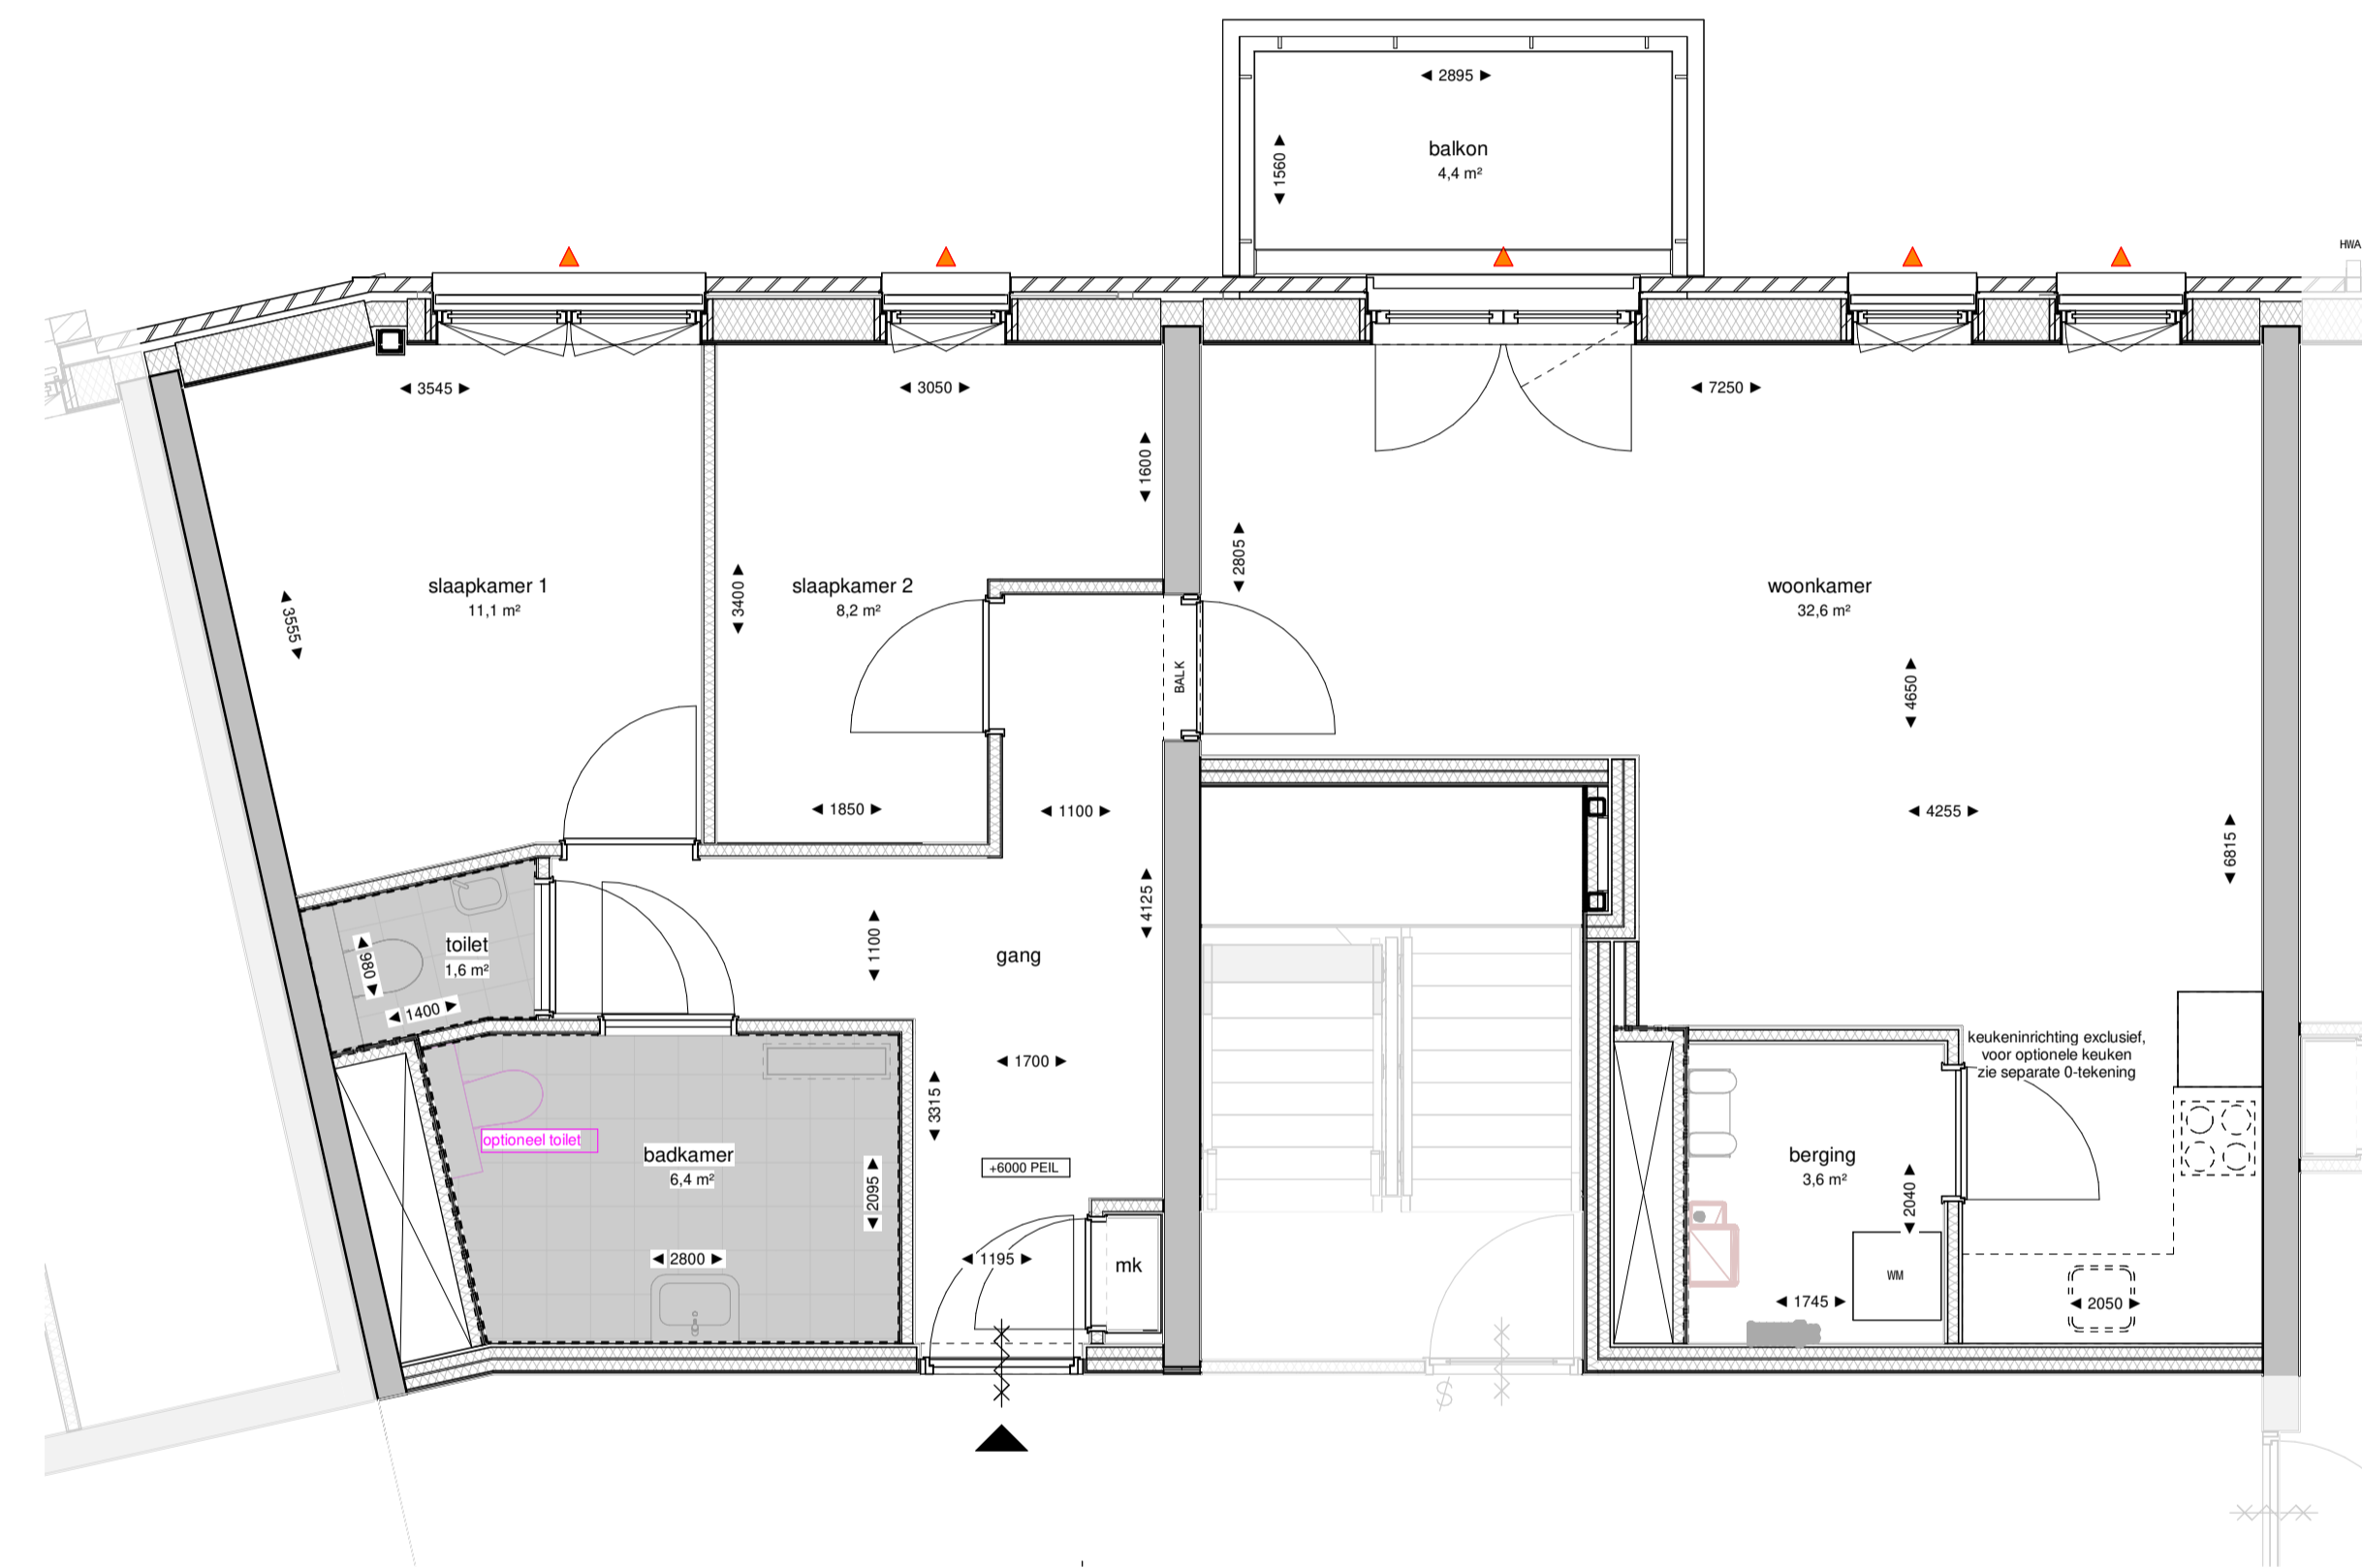 2895
balkon
4,4 m²
1560
HWA
3545
3050
7250
1600
2805
3400
slaapkamer 1
11,1 m²
slaapkamer 2
8,2 m²
woonkamer
32,6 m²
3555
BALK
4650
1850
1100
4255
6815
4125
1100
toilet
1,6 m²
980
1400
gang
keukeninrichting exclusief,
voor optionele keuken
zie separate 0-tekening
1700
3315
optioneel toilet
badkamer
6,4 m²
2095
+6000 PEIL
berging
3,6 m²
2040
2800
1195
mk
WM
1745
2050
$